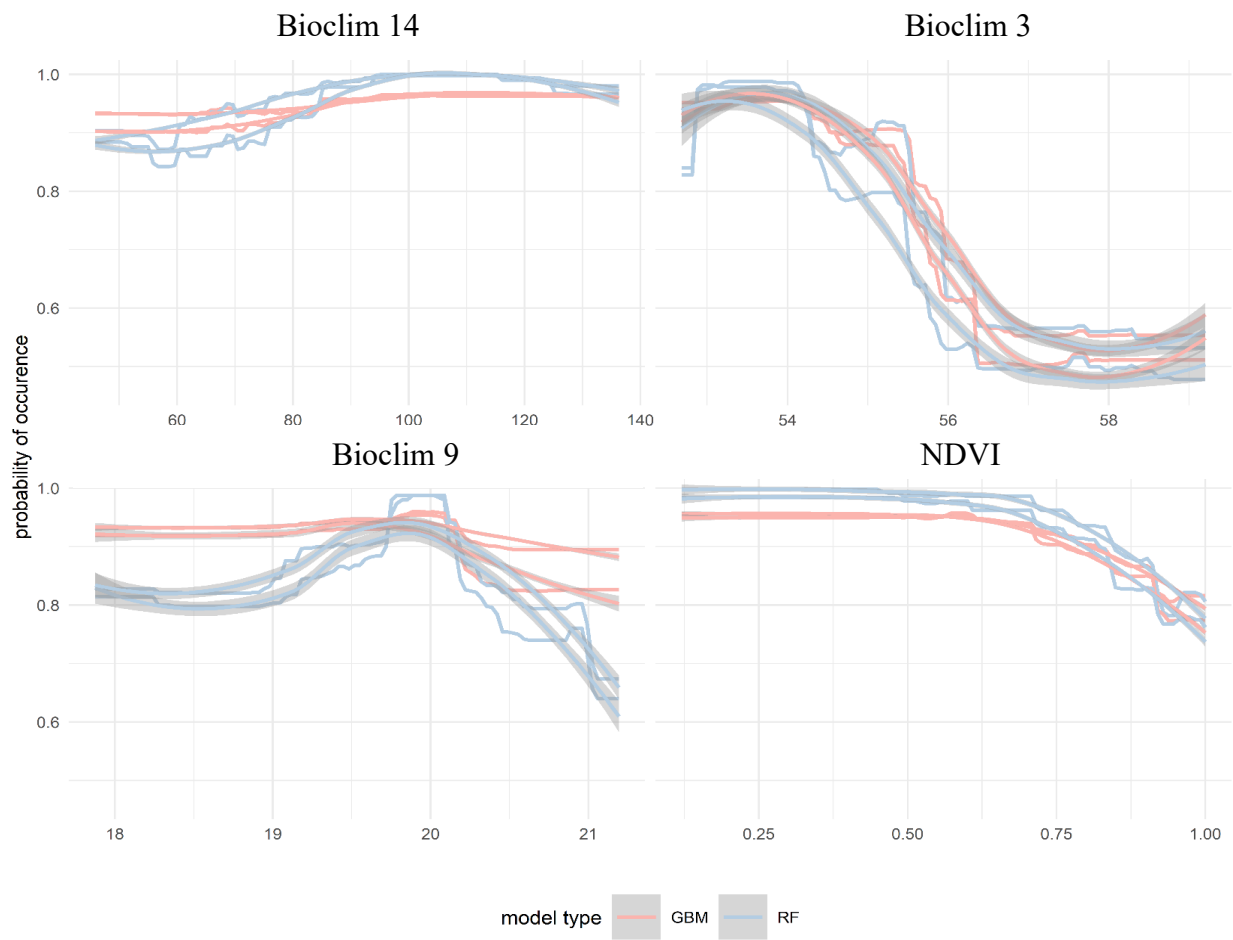 Bioclim 14
Bioclim 3
1.0
0.8
0.6
60 80 100 120 140
54 56 58
probability of occurence
Bioclim 9
NDVI
1.0
0.8
0.6
18 19 20 21
0.25 0.50 0.75 1.00
model type GBM RF